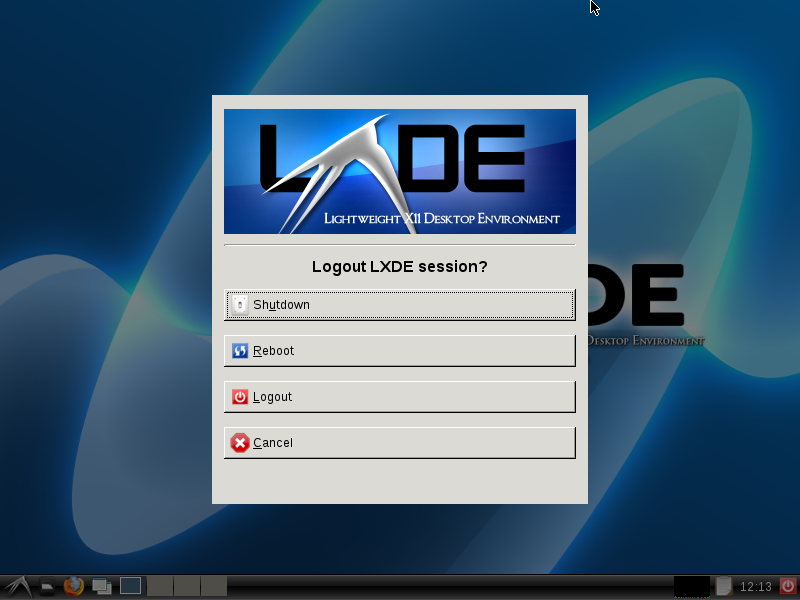 LXDE
LIGHTWEIGHT X11 DESKTOP ENVIRONMENT
Logout LXDE session?
Shutdown
DE
DESKTOP ENVIRONMENT
Reboot
Logout
Cancel
12:13